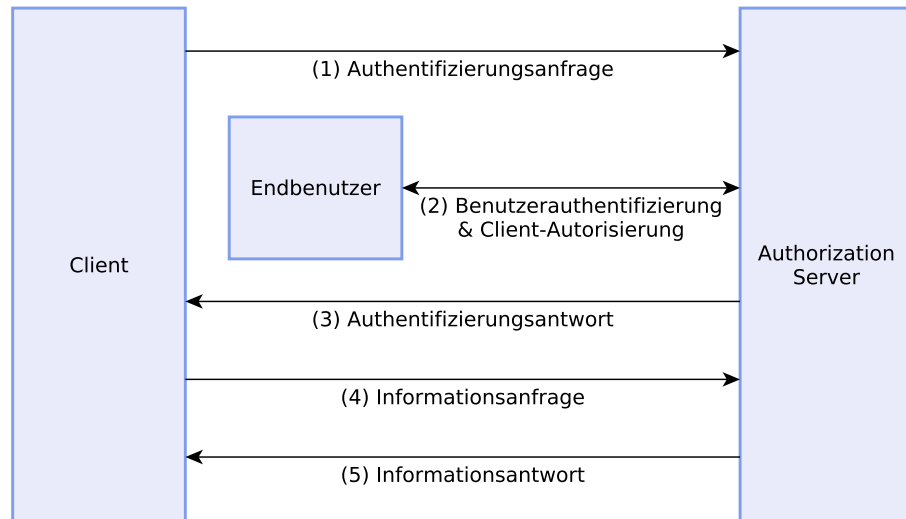 (1) Authentifizierungsanfrage
Endbenutzer
(2) Benutzerauthentifizierung
& Client-Autorisierung
Client
Authorization
Server
(3) Authentifizierungsantwort
(4) Informationsanfrage
(5) Informationsantwort